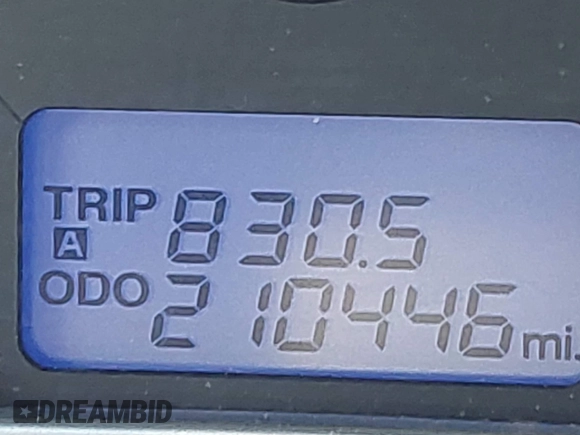 TRIP 830.5
A
ODO 210446 mi.
DREAMBID